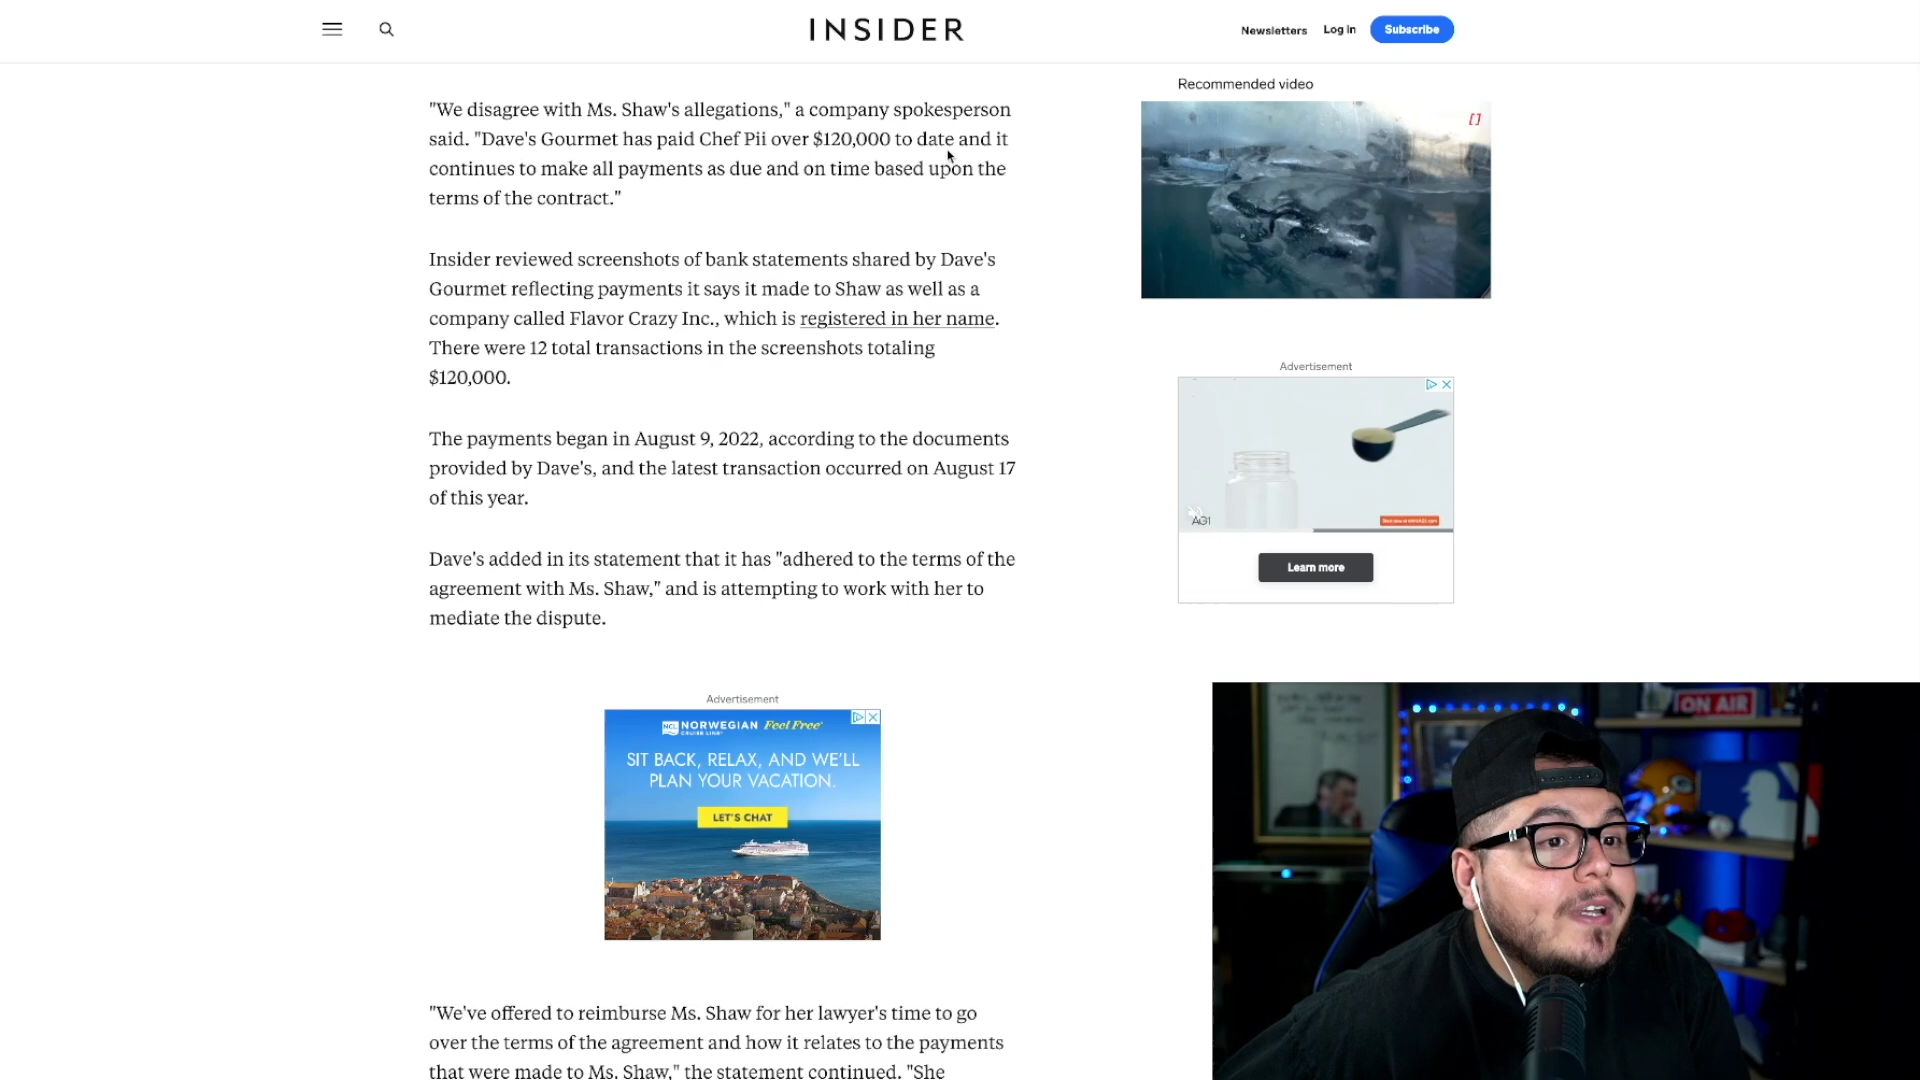 INSIDER
Newsletters
Log in
Subscribe
"We disagree with Ms. Shaw's allegations," a company spokesperson
said. "Dave's Gourmet has paid Chef Pii over $120,000 to date and it
continues to make all payments as due and on time based upon the
terms of the contract."
Insider reviewed screenshots of bank statements shared by Dave's
Gourmet reflecting payments it says it made to Shaw as well as a
company called Flavor Crazy Inc., which is registered in her name.
There were 12 total transactions in the screenshots totaling
$120,000.
The payments began in August 9, 2022, according to the documents
provided by Dave's, and the latest transaction occurred on August 17
of this year.
Dave's added in its statement that it has "adhered to the terms of the
agreement with Ms. Shaw," and is attempting to work with her to
mediate the dispute.
Advertisement
NCL NORWEGIAN Feel Free
CRUISE LINE
SIT BACK, RELAX, AND WE'LL
PLAN YOUR VACATION.
LET'S CHAT
"We've offered to reimburse Ms. Shaw for her lawyer's time to go
over the terms of the agreement and how it relates to the payments
that were made to Ms. Shaw," the statement continued. "She
Recommended video
[]
Advertisement
AG1
Learn more
ON AIR